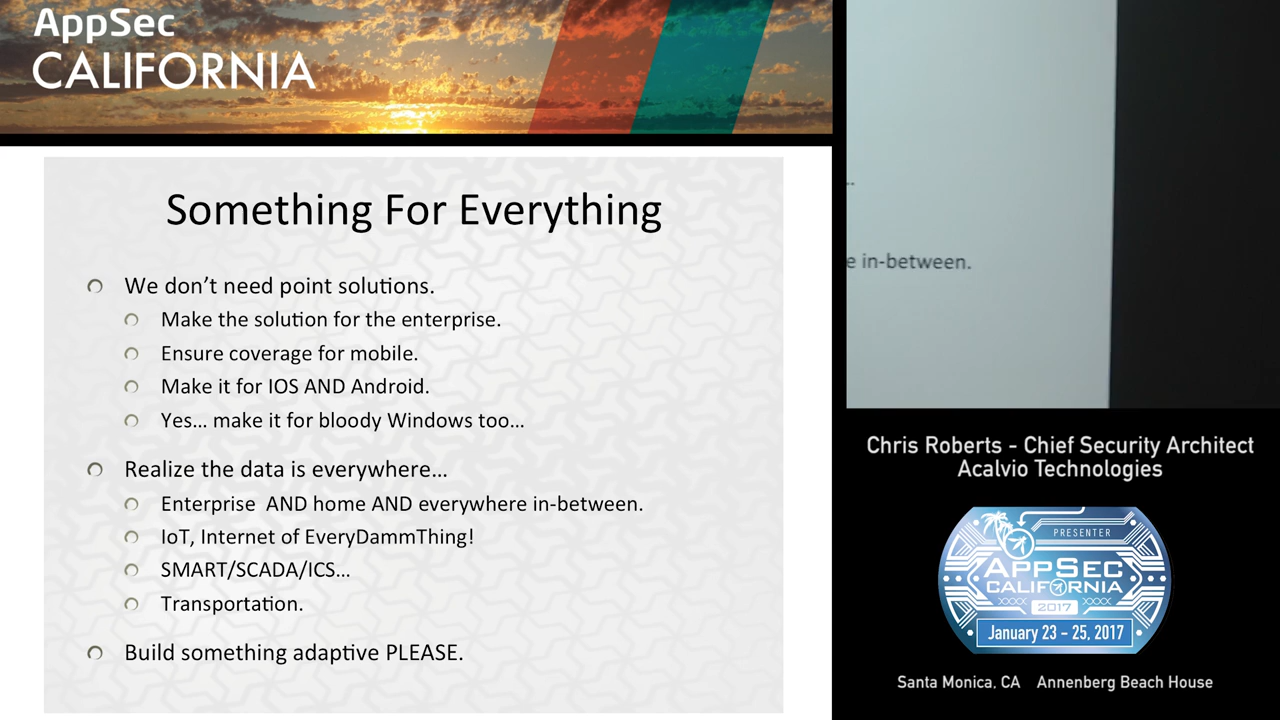 AppSec
CALIFORNIA
Something For Everything
We don't need point solutions.
Make the solution for the enterprise.
Ensure coverage for mobile.
Make it for IOS AND Android.
Yes… make it for bloody Windows too…
Realize the data is everywhere…
Enterprise  AND home AND everywhere in-between.
IoT, Internet of EveryDammThing!
SMART/SCADA/ICS…
Transportation.
Build something adaptive PLEASE.
..
e in-between.
Chris Roberts - Chief Security Architect
Acalvio Technologies
PRESENTER
APPSEC
CALIFORNIA
XXXX 2017 XXXX
January 23 - 25, 2017
Santa Monica, CA    Annenberg Beach House